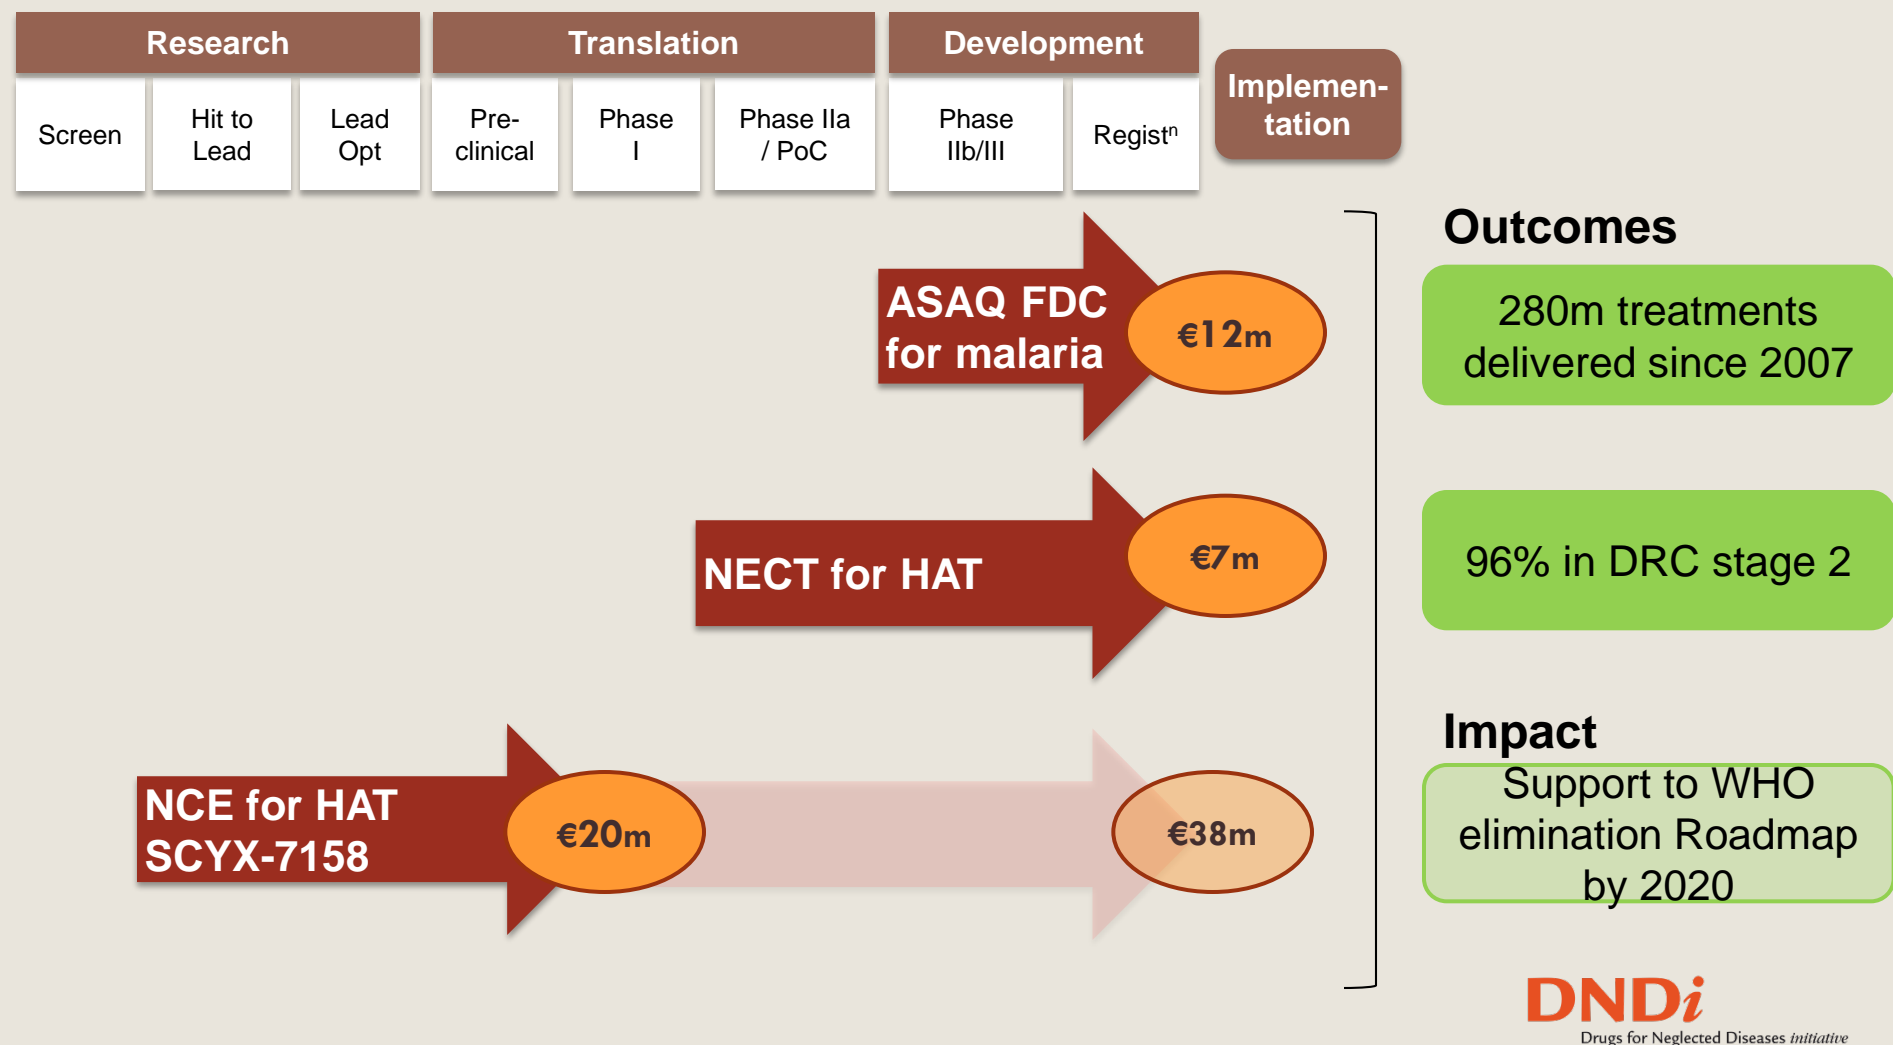 Research
Translation
Development
Implemen-
tation
Screen
Hit to
Lead
Lead
Opt
Pre-
clinical
Phase
I
Phase IIa
/ PoC
Phase
IIb/III
Registⁿ
Outcomes
ASAQ FDC
for malaria
€12m
280m treatments
delivered since 2007
NECT for HAT
€7m
96% in DRC stage 2
Impact
NCE for HAT
SCYX-7158
€20m
€38m
Support to WHO
elimination Roadmap
by 2020
DNDi
Drugs for Neglected Diseases initiative